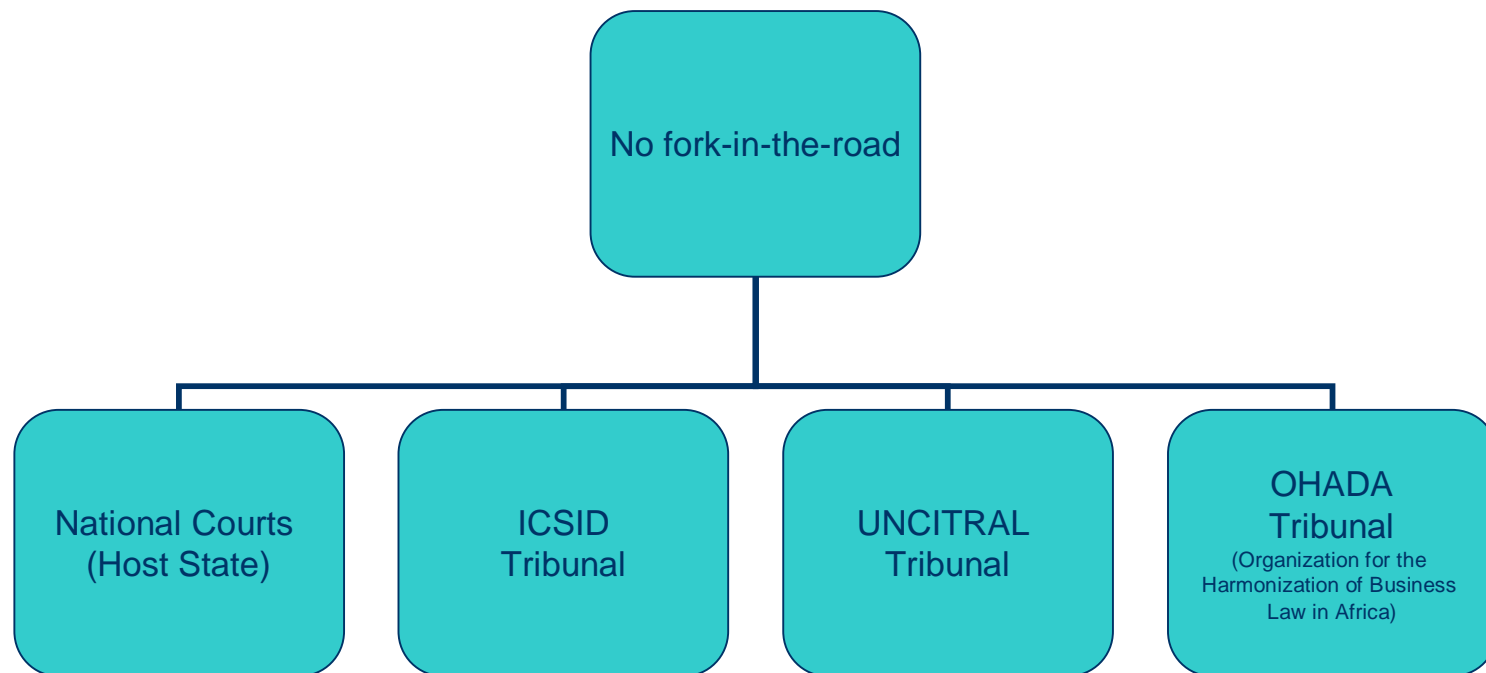 No fork-in-the-road
National Courts
(Host State)
ICSID
Tribunal
UNCITRAL
Tribunal
OHADA
Tribunal
(Organization for the
Harmonization of Business
Law in Africa)